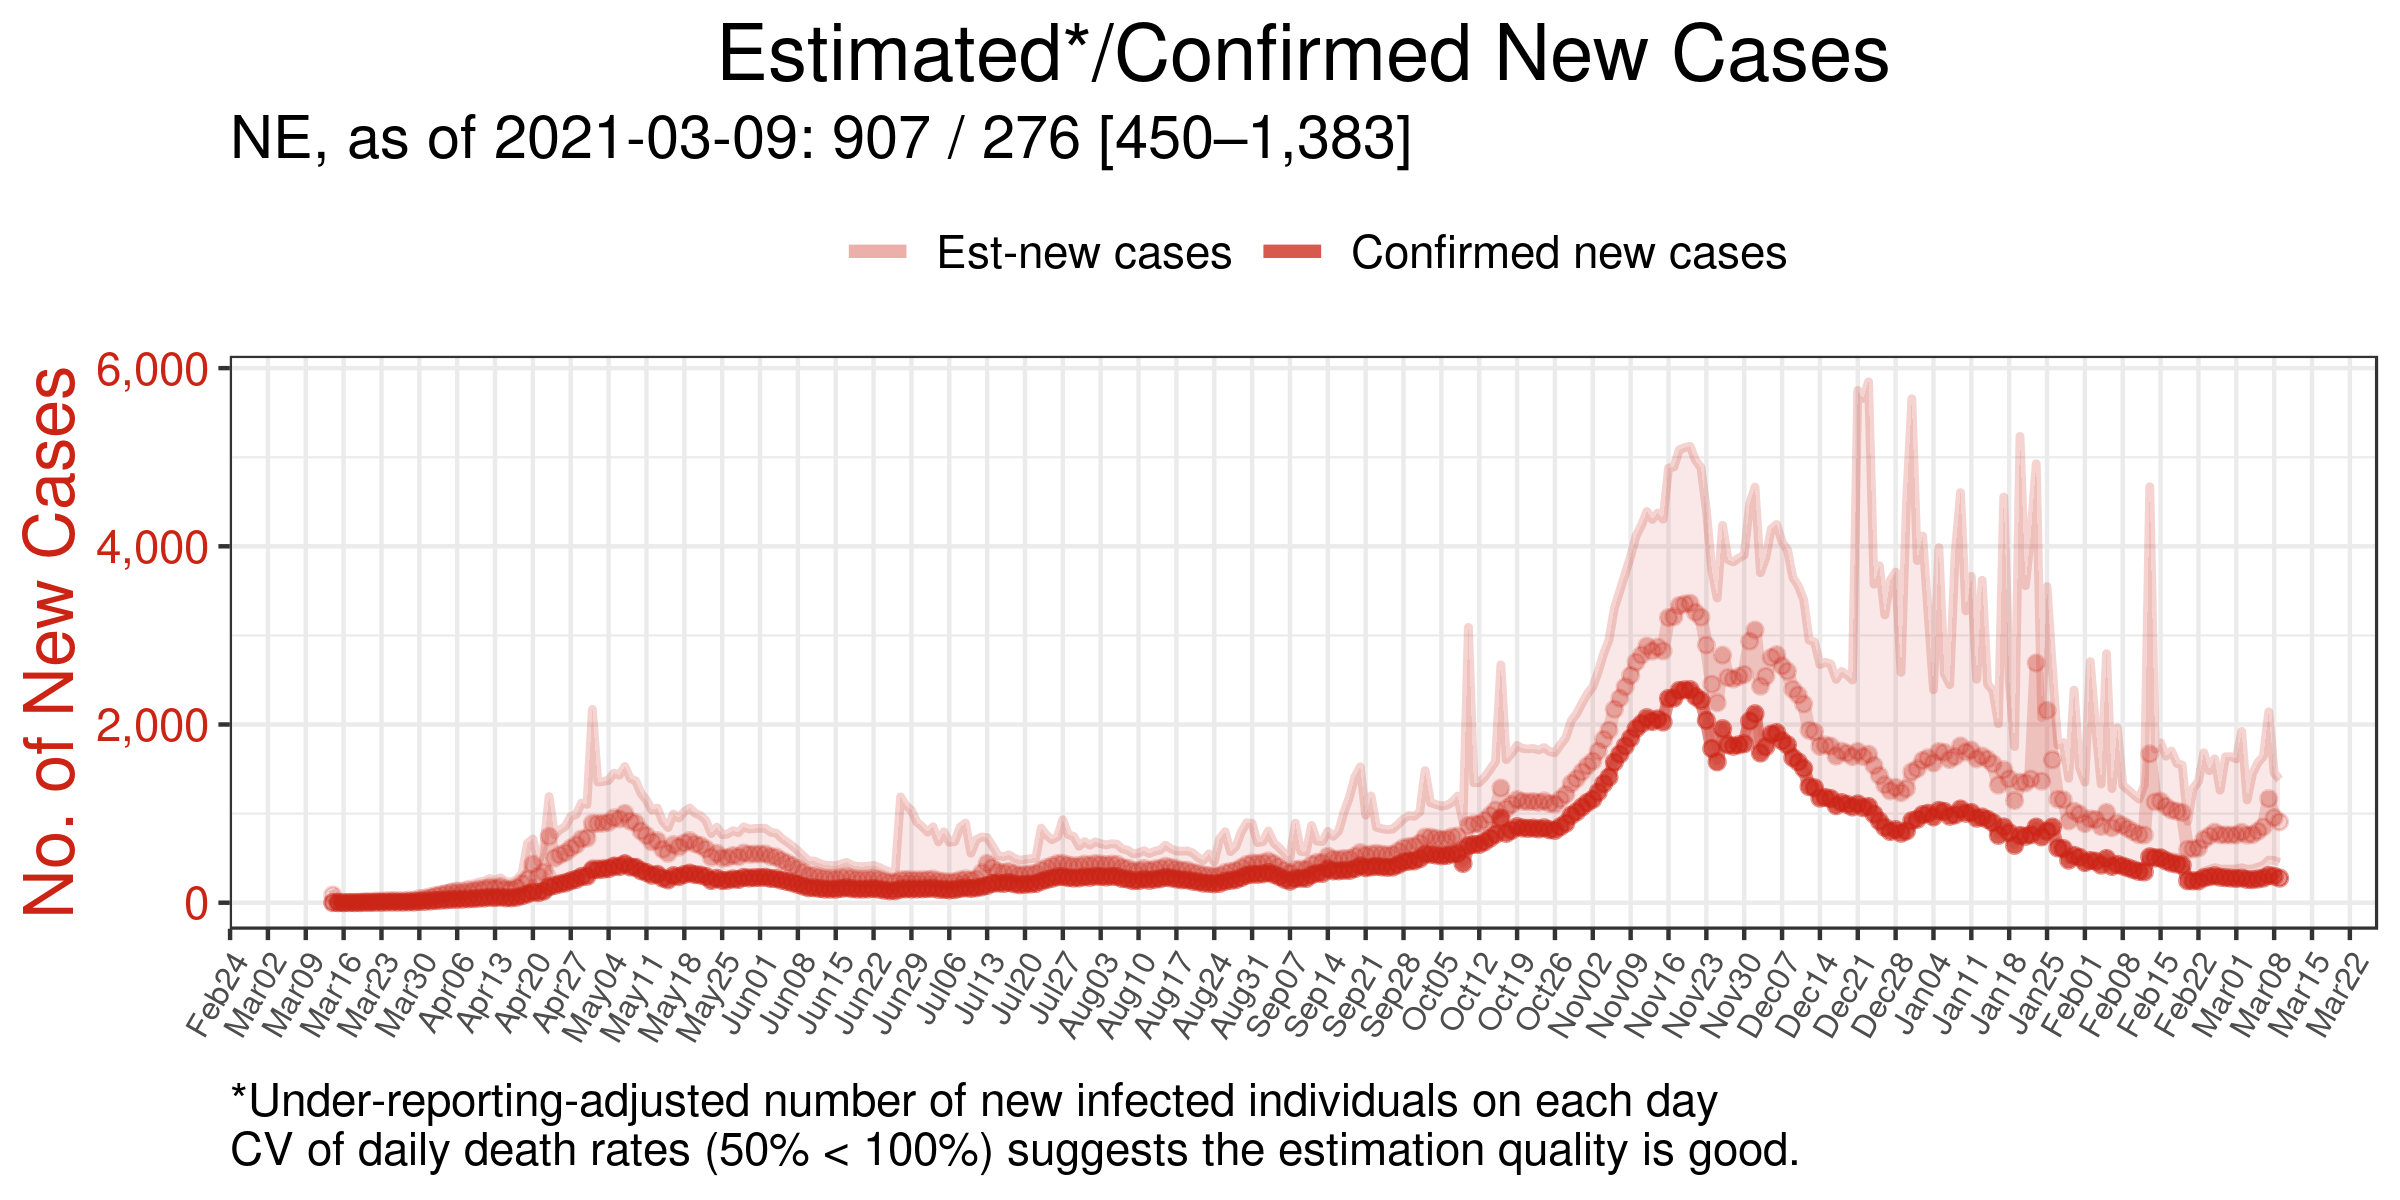 Estimated*/Confirmed New Cases
NE, as of 2021-03-09: 907 / 276 [450–1,383]
Est-new cases
Confirmed new cases
No. of New Cases
6,000
4,000
2,000
0
Feb24
Mar02
Mar09
Mar16
Mar23
Mar30
Apr06
Apr13
Apr20
Apr27
May04
May11
May18
May25
Jun01
Jun08
Jun15
Jun22
Jun29
Jul06
Jul13
Jul20
Jul27
Aug03
Aug10
Aug17
Aug24
Aug31
Sep07
Sep14
Sep21
Sep28
Oct05
Oct12
Oct19
Oct26
Nov02
Nov09
Nov16
Nov23
Nov30
Dec07
Dec14
Dec21
Dec28
Jan04
Jan11
Jan18
Jan25
Feb01
Feb08
Feb15
Feb22
Mar01
Mar08
Mar15
Mar22
*Under-reporting-adjusted number of new infected individuals on each day
CV of daily death rates (50% < 100%) suggests the estimation quality is good.